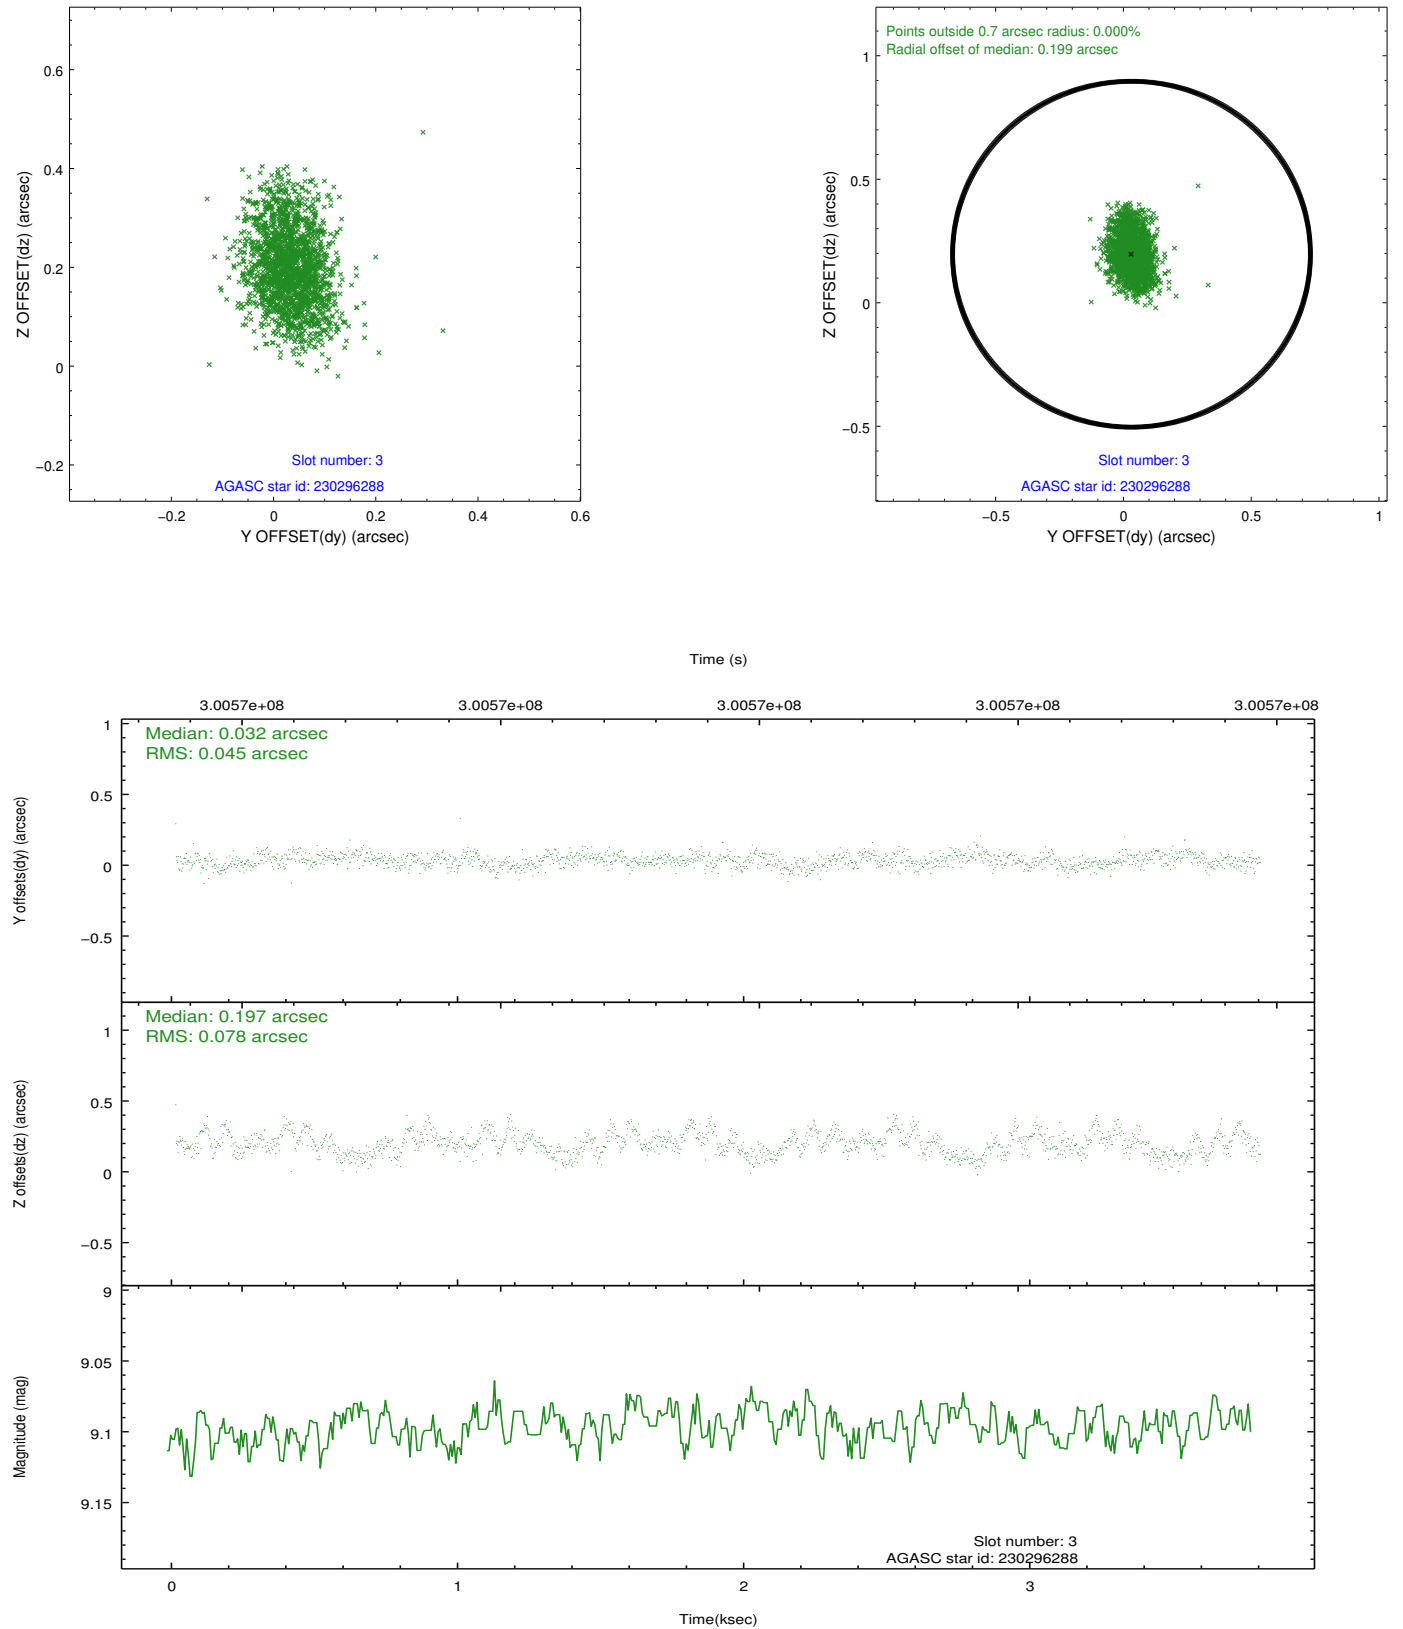 0.6
0.4
0.2
0
−0.2
Z OFFSET(dz) (arcsec)
Slot number: 3
AGASC star id: 230296288
−0.2 0 0.2 0.4 0.6
Y OFFSET(dy) (arcsec)
Points outside 0.7 arcsec radius: 0.000%
Radial offset of median: 0.199 arcsec
1
0.5
0
−0.5
Z OFFSET(dz) (arcsec)
Slot number: 3
AGASC star id: 230296288
−0.5 0 0.5 1
Y OFFSET(dy) (arcsec)
Time (s)
3.0057e+08 3.0057e+08 3.0057e+08 3.0057e+08 3.0057e+08
Median: 0.032 arcsec
RMS: 0.045 arcsec
1
0.5
0
−0.5
Y offsets(dy) (arcsec)
Median: 0.197 arcsec
RMS: 0.078 arcsec
1
0.5
0
−0.5
Z offsets(dz) (arcsec)
9
9.05
9.1
9.15
Magnitude (mag)
Slot number: 3
AGASC star id: 230296288
0 1 2 3
Time(ksec)